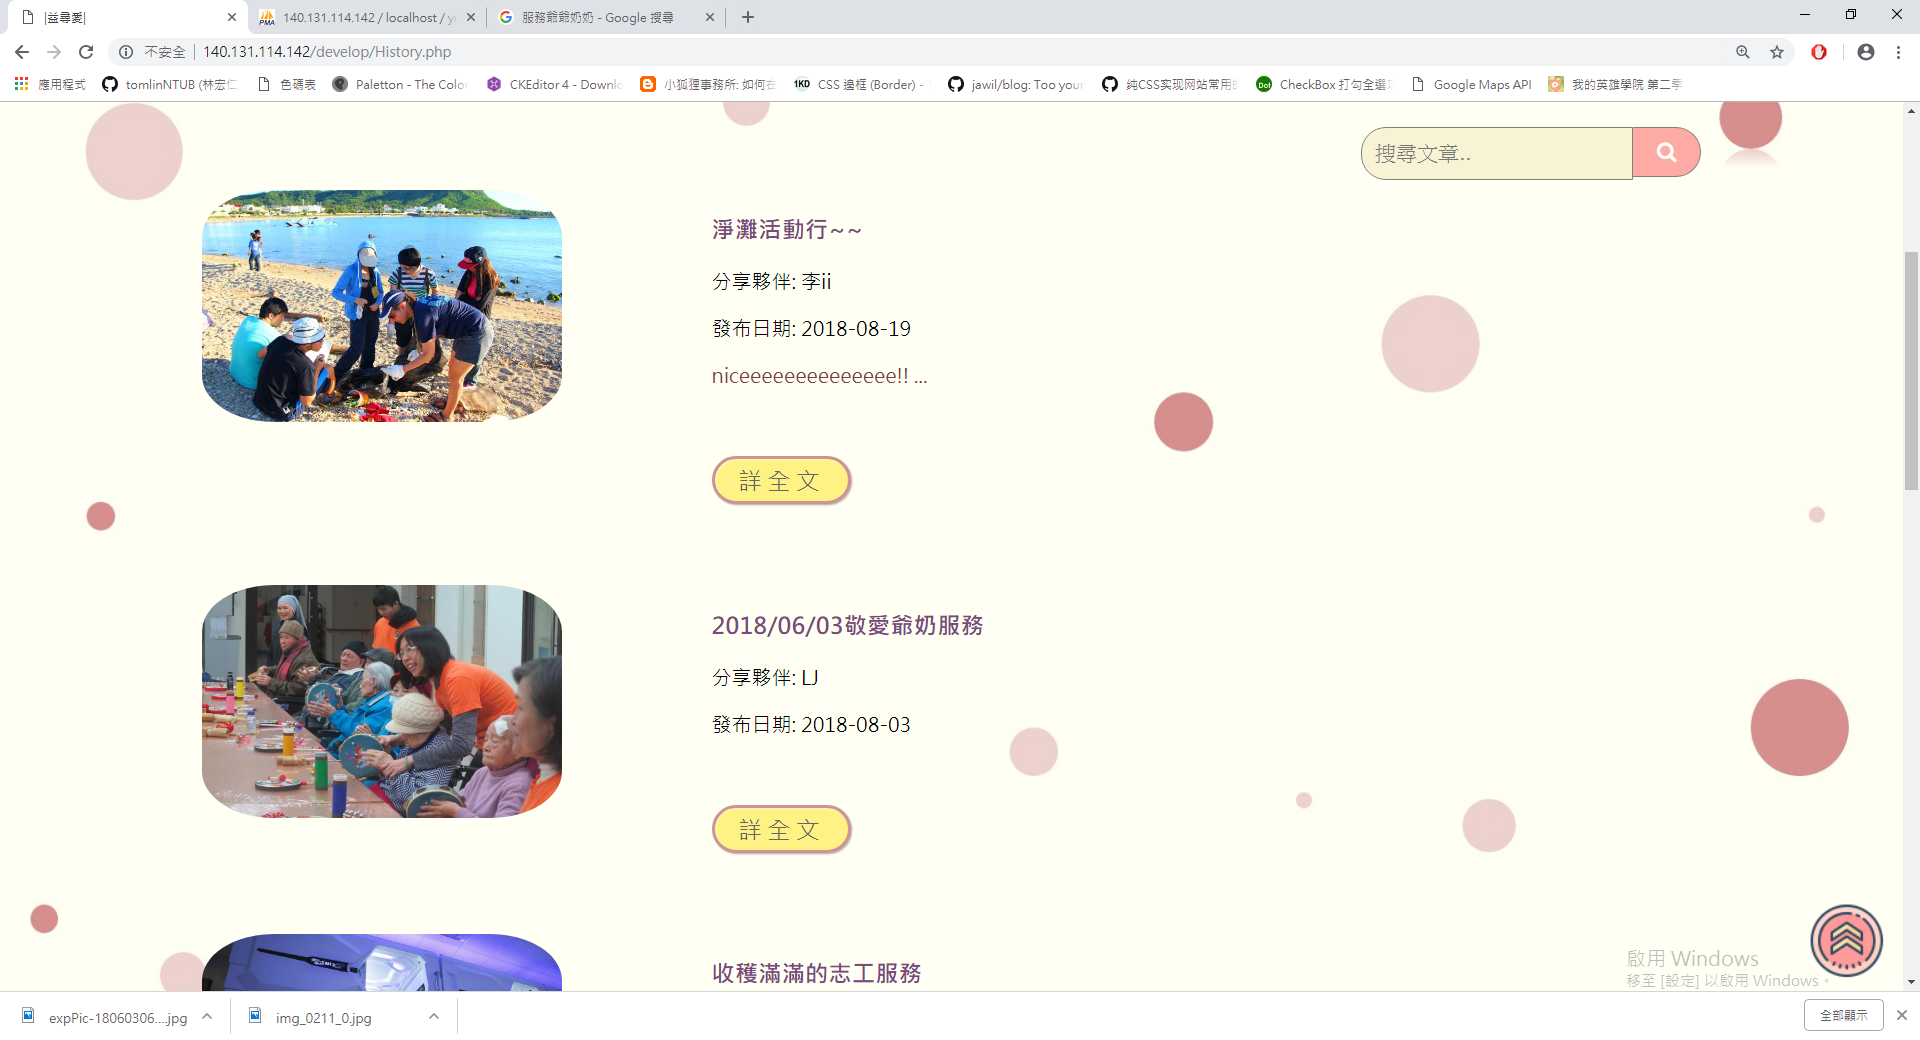 |益尋愛|
140.131.114.142 / localhost / yi
服務爺爺奶奶 - Google 搜尋
不安全 | 140.131.114.142/develop/History.php
應用程式
tomlinNTUB (林宏仁
色碼表
Paletton - The Color
CKEditor 4 - Downlo
小狐狸事務所: 如何在
CSS 邊框 (Border) -
jawil/blog: Too your
純CSS实现网站常用的
CheckBox 打勾全選
Google Maps API
我的英雄學院 第二季
搜尋文章..
淨灘活動行~~
分享夥伴: 李ii
發布日期: 2018-08-19
niceeeeeeeeeeeeee!! ...
詳全文
2018/06/03敬愛爺奶服務
分享夥伴: LJ
發布日期: 2018-08-03
詳全文
收穫滿滿的志工服務
啟用 Windows
移至 [設定] 以啟用 Windows。
expPic-18060306....jpg
img_0211_0.jpg
全部顯示